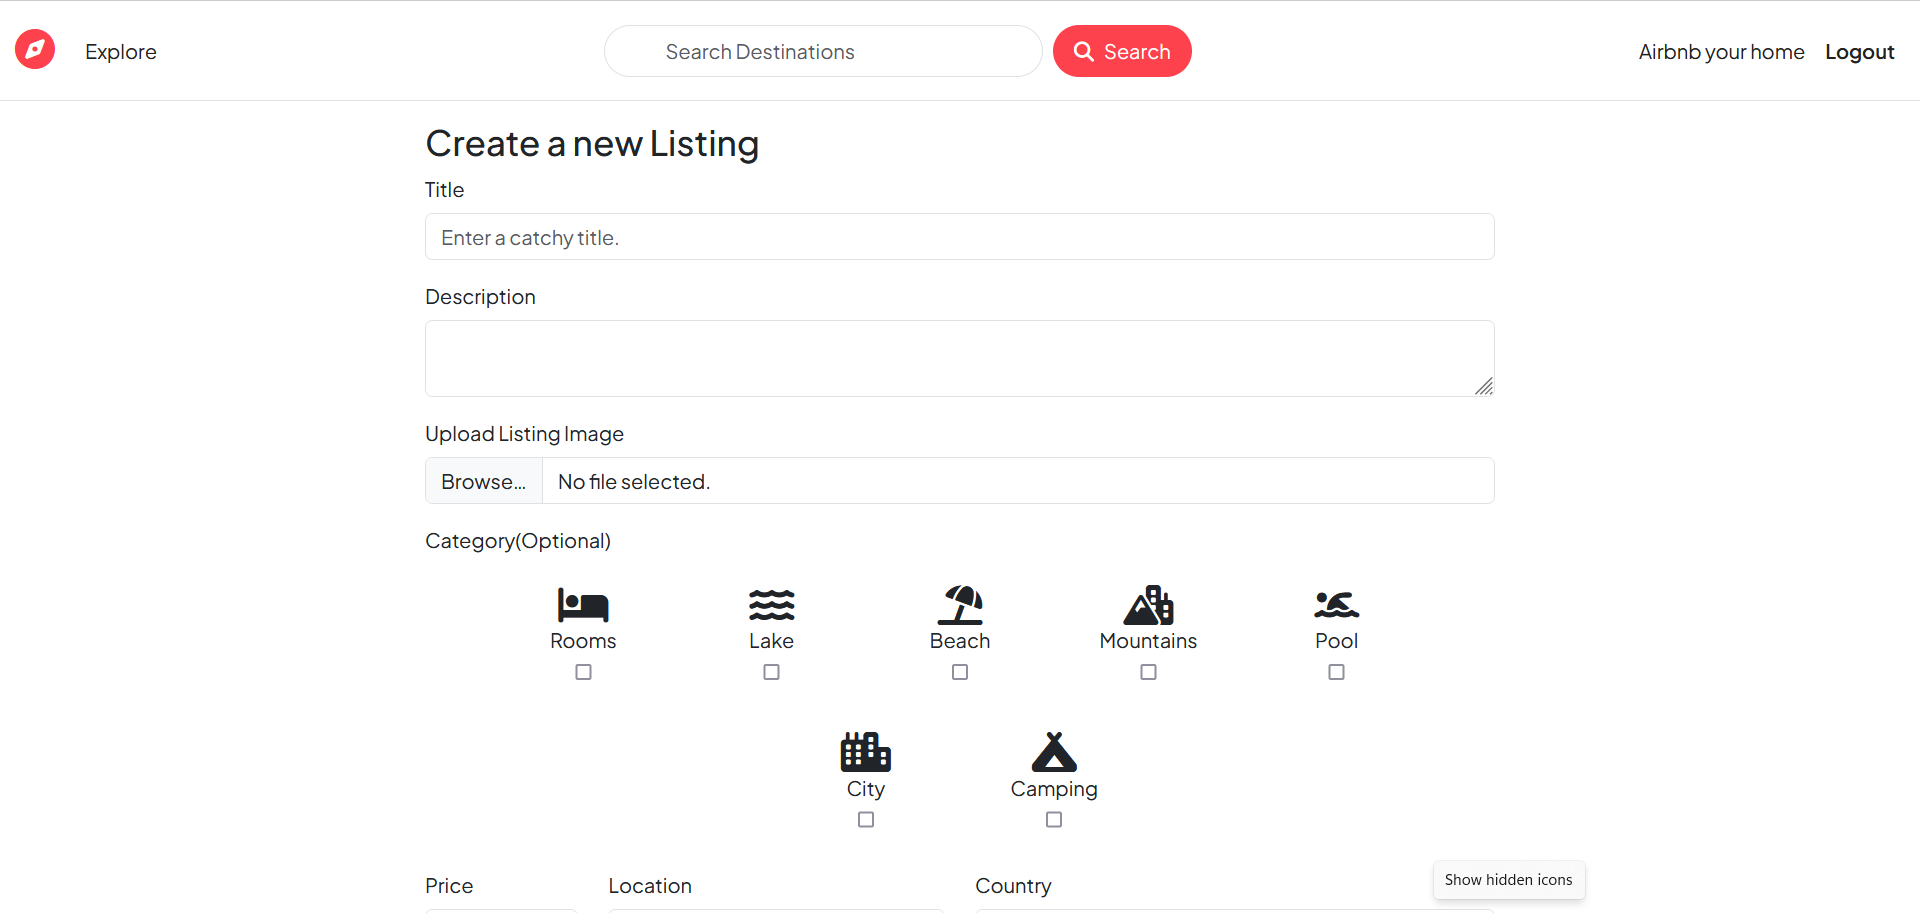 Explore
Search Destinations
Search
Airbnb your home
Logout
Create a new Listing
Title
Enter a catchy title.
Description
Upload Listing Image
Browse...
No file selected.
Category(Optional)
Rooms
Lake
Beach
Mountains
Pool
City
Camping
Price
Location
Country
Show hidden icons